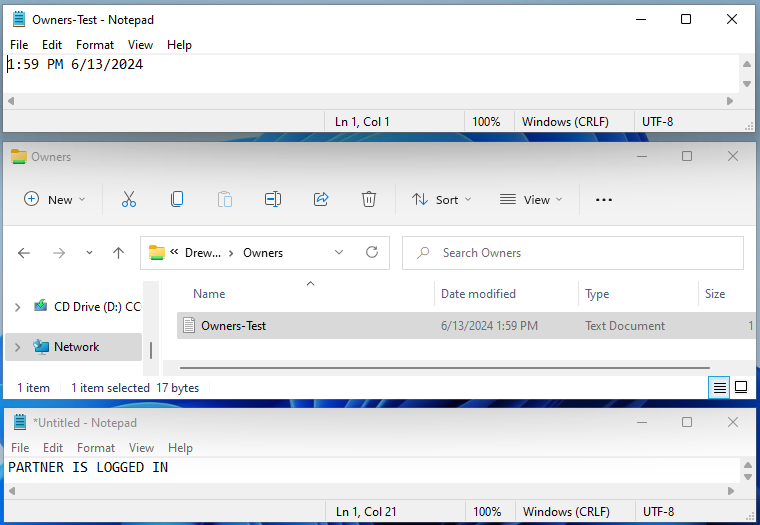 Owners-Test - Notepad
File Edit Format View Help
1:59 PM 6/13/2024
Ln 1, Col 1 100% Windows (CRLF) UTF-8
Owners
New Sort View
Drew... Owners Search Owners
Name Date modified Type Size
CD Drive (D:) CC
Owners-Test 6/13/2024 1:59 PM Text Document 1
Network
1 item 1 item selected 17 bytes
*Untitled - Notepad
File Edit Format View Help
PARTNER IS LOGGED IN
Ln 1, Col 21 100% Windows (CRLF) UTF-8